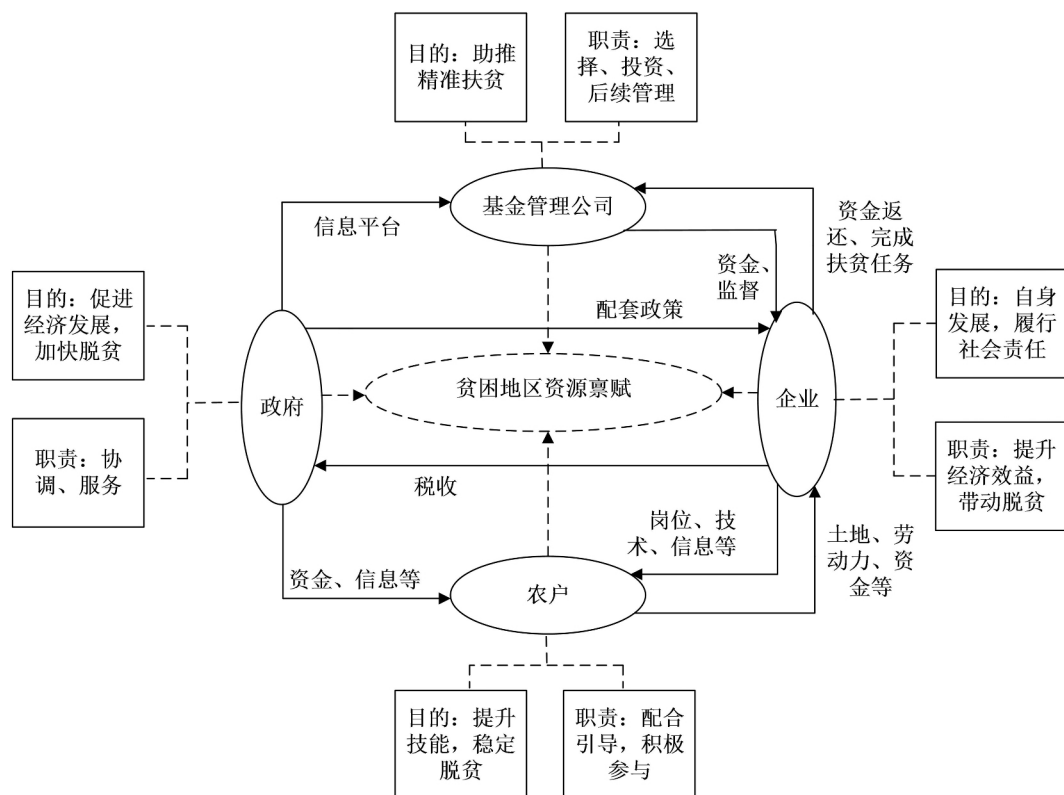 目的：助推
精准扶贫
职责：选
择、投资、
后续管理
基金管理公司
信息平台
资金返
还、完成
扶贫任务
资金、
监督
目的：促进
经济发展，
加快脱贫
配套政策
目的：自身
发展，履行
社会责任
政府
贫困地区资源禀赋
企业
职责：协
调、服务
税收
职责：提升
经济效益，
带动脱贫
岗位、技
术、信息等
土地、劳
动力、资
金等
资金、信息等
农户
目的：提升
技能，稳定
脱贫
职责：配合
引导，积极
参与